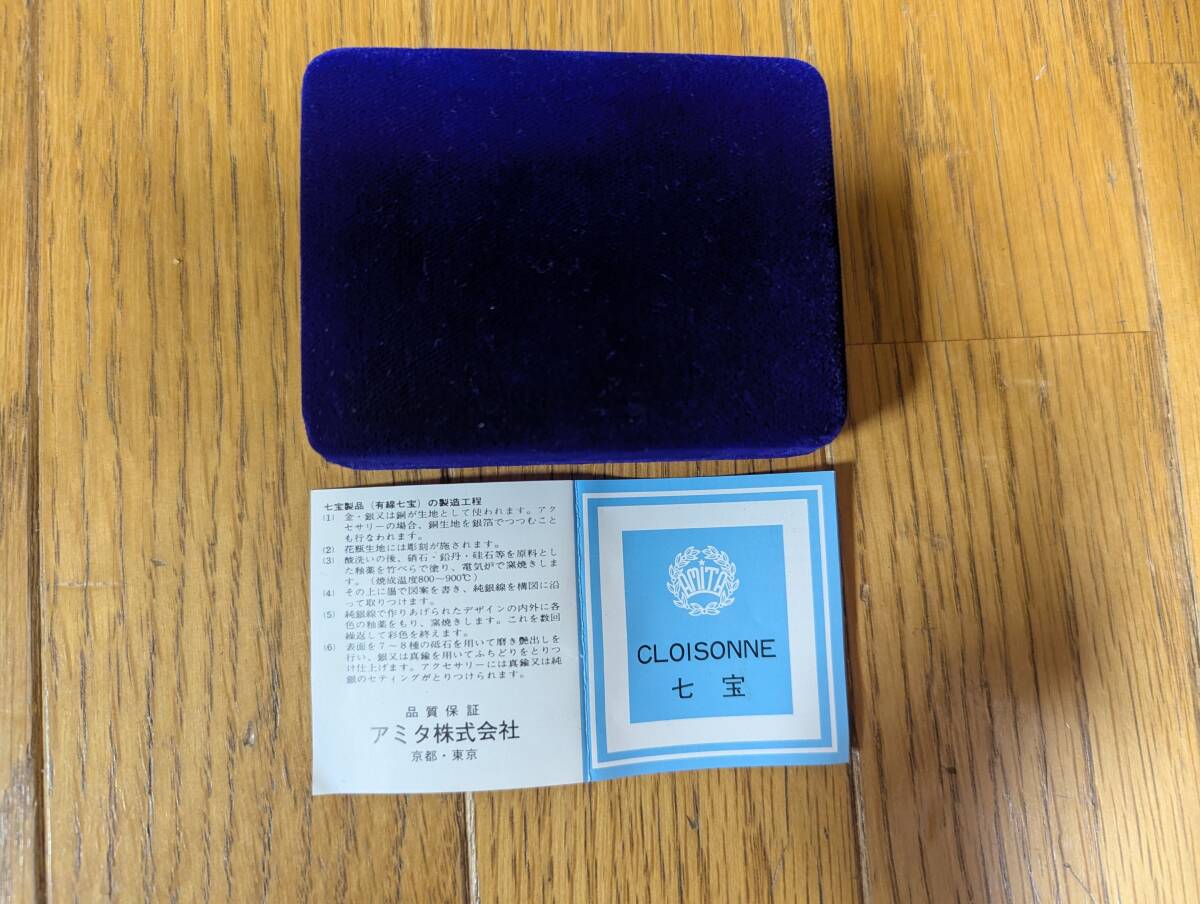 七宝製品(有線七宝)の製造工程
(1) 金・銀又は銅が生地として使われます。アク
セサリーの場合、銅生地を銀箔でつつむこと
も行なわれます。
(2) 花瓶生地には彫刻が施されます。
(3) 酸洗いの後、硝石・鉛丹・硅石等を原料とし
た釉薬を竹べらで塗り、電気炉で窯焼きしま
す。(焼成温度800〜900℃)
(4) その上に墨で図案を書き、純銀線を構図に沿
って取りつけます。
(5) 純銀線で作りあげられたデザインの内外に各
色の釉薬をもり、窯焼きします。これを数回
繰返して彩色を終えます。
(6) 表面を7〜8種の砥石を用いて磨き艶出しを
行い、銀又は真鍮を用いてふちどりをとりつ
け仕上げます。アクセサリーには真鍮又は純
銀のセティングがとりつけられます。
品質保証
アミタ株式会社
京都・東京
AMITA
CLOISONNE
七宝